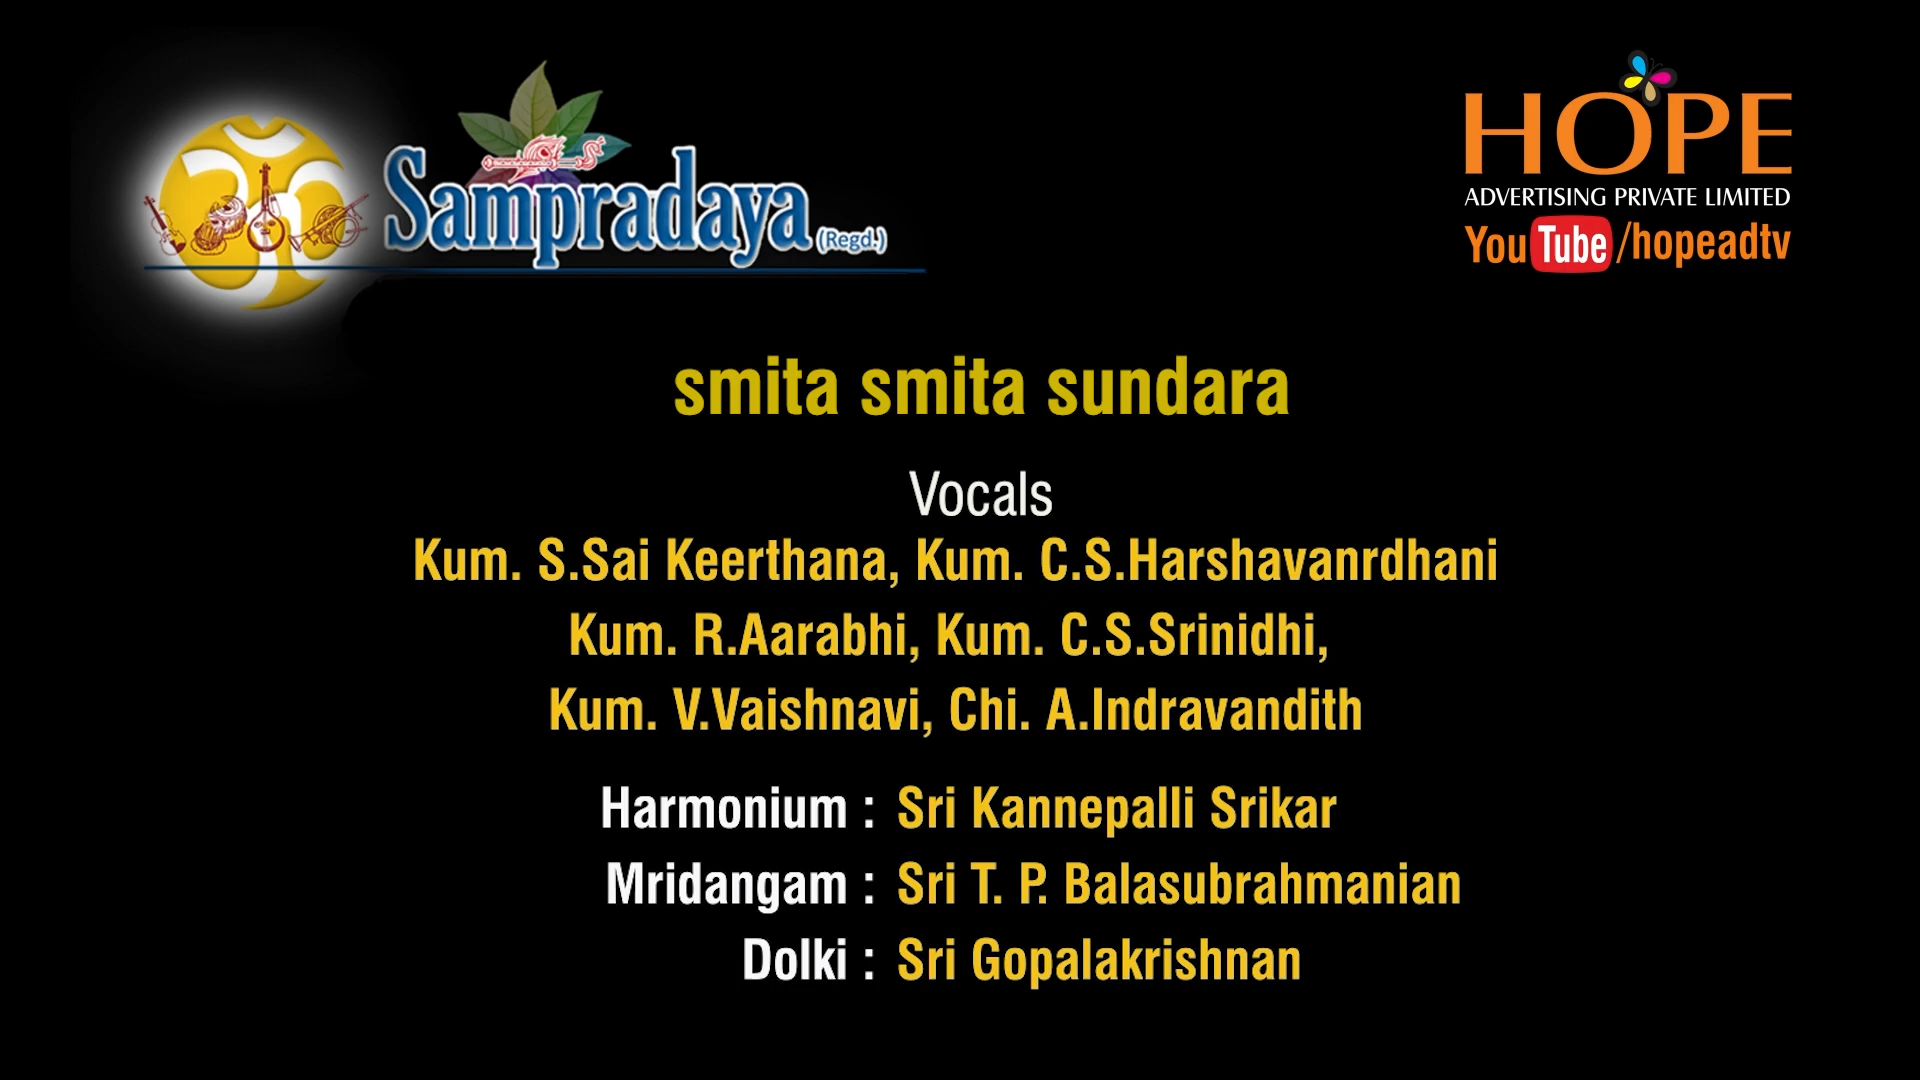 Sampradaya (Regd.)
HOPE
ADVERTISING PRIVATE LIMITED
YouTube/hopeadtv
smita smita sundara
Vocals
Kum. S.Sai Keerthana, Kum. C.S.Harshavanrdhani
Kum. R.Aarabhi, Kum. C.S.Srinidhi,
Kum. V.Vaishnavi, Chi. A.Indravandith
Harmonium : Sri Kannepalli Srikar
Mridangam : Sri T. P. Balasubrahmanian
Dolki : Sri Gopalakrishnan